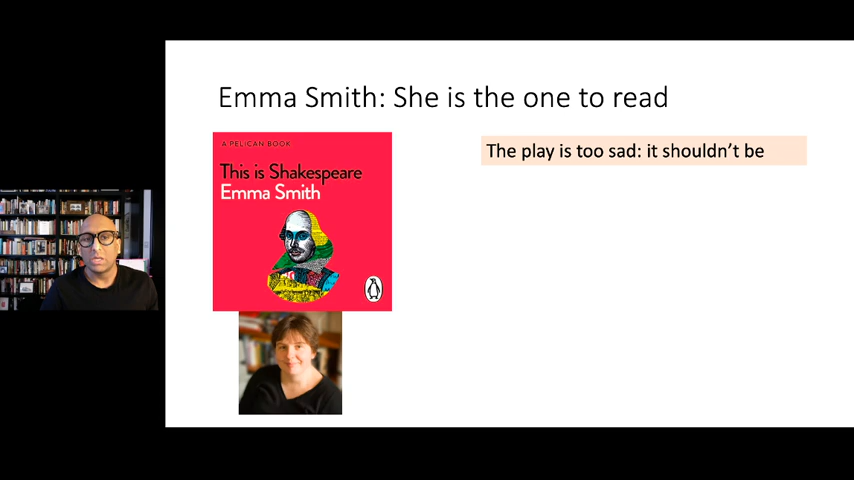 Emma Smith: She is the one to read
A PELICAN BOOK
This is Shakespeare
Emma Smith
The play is too sad: it shouldn't be